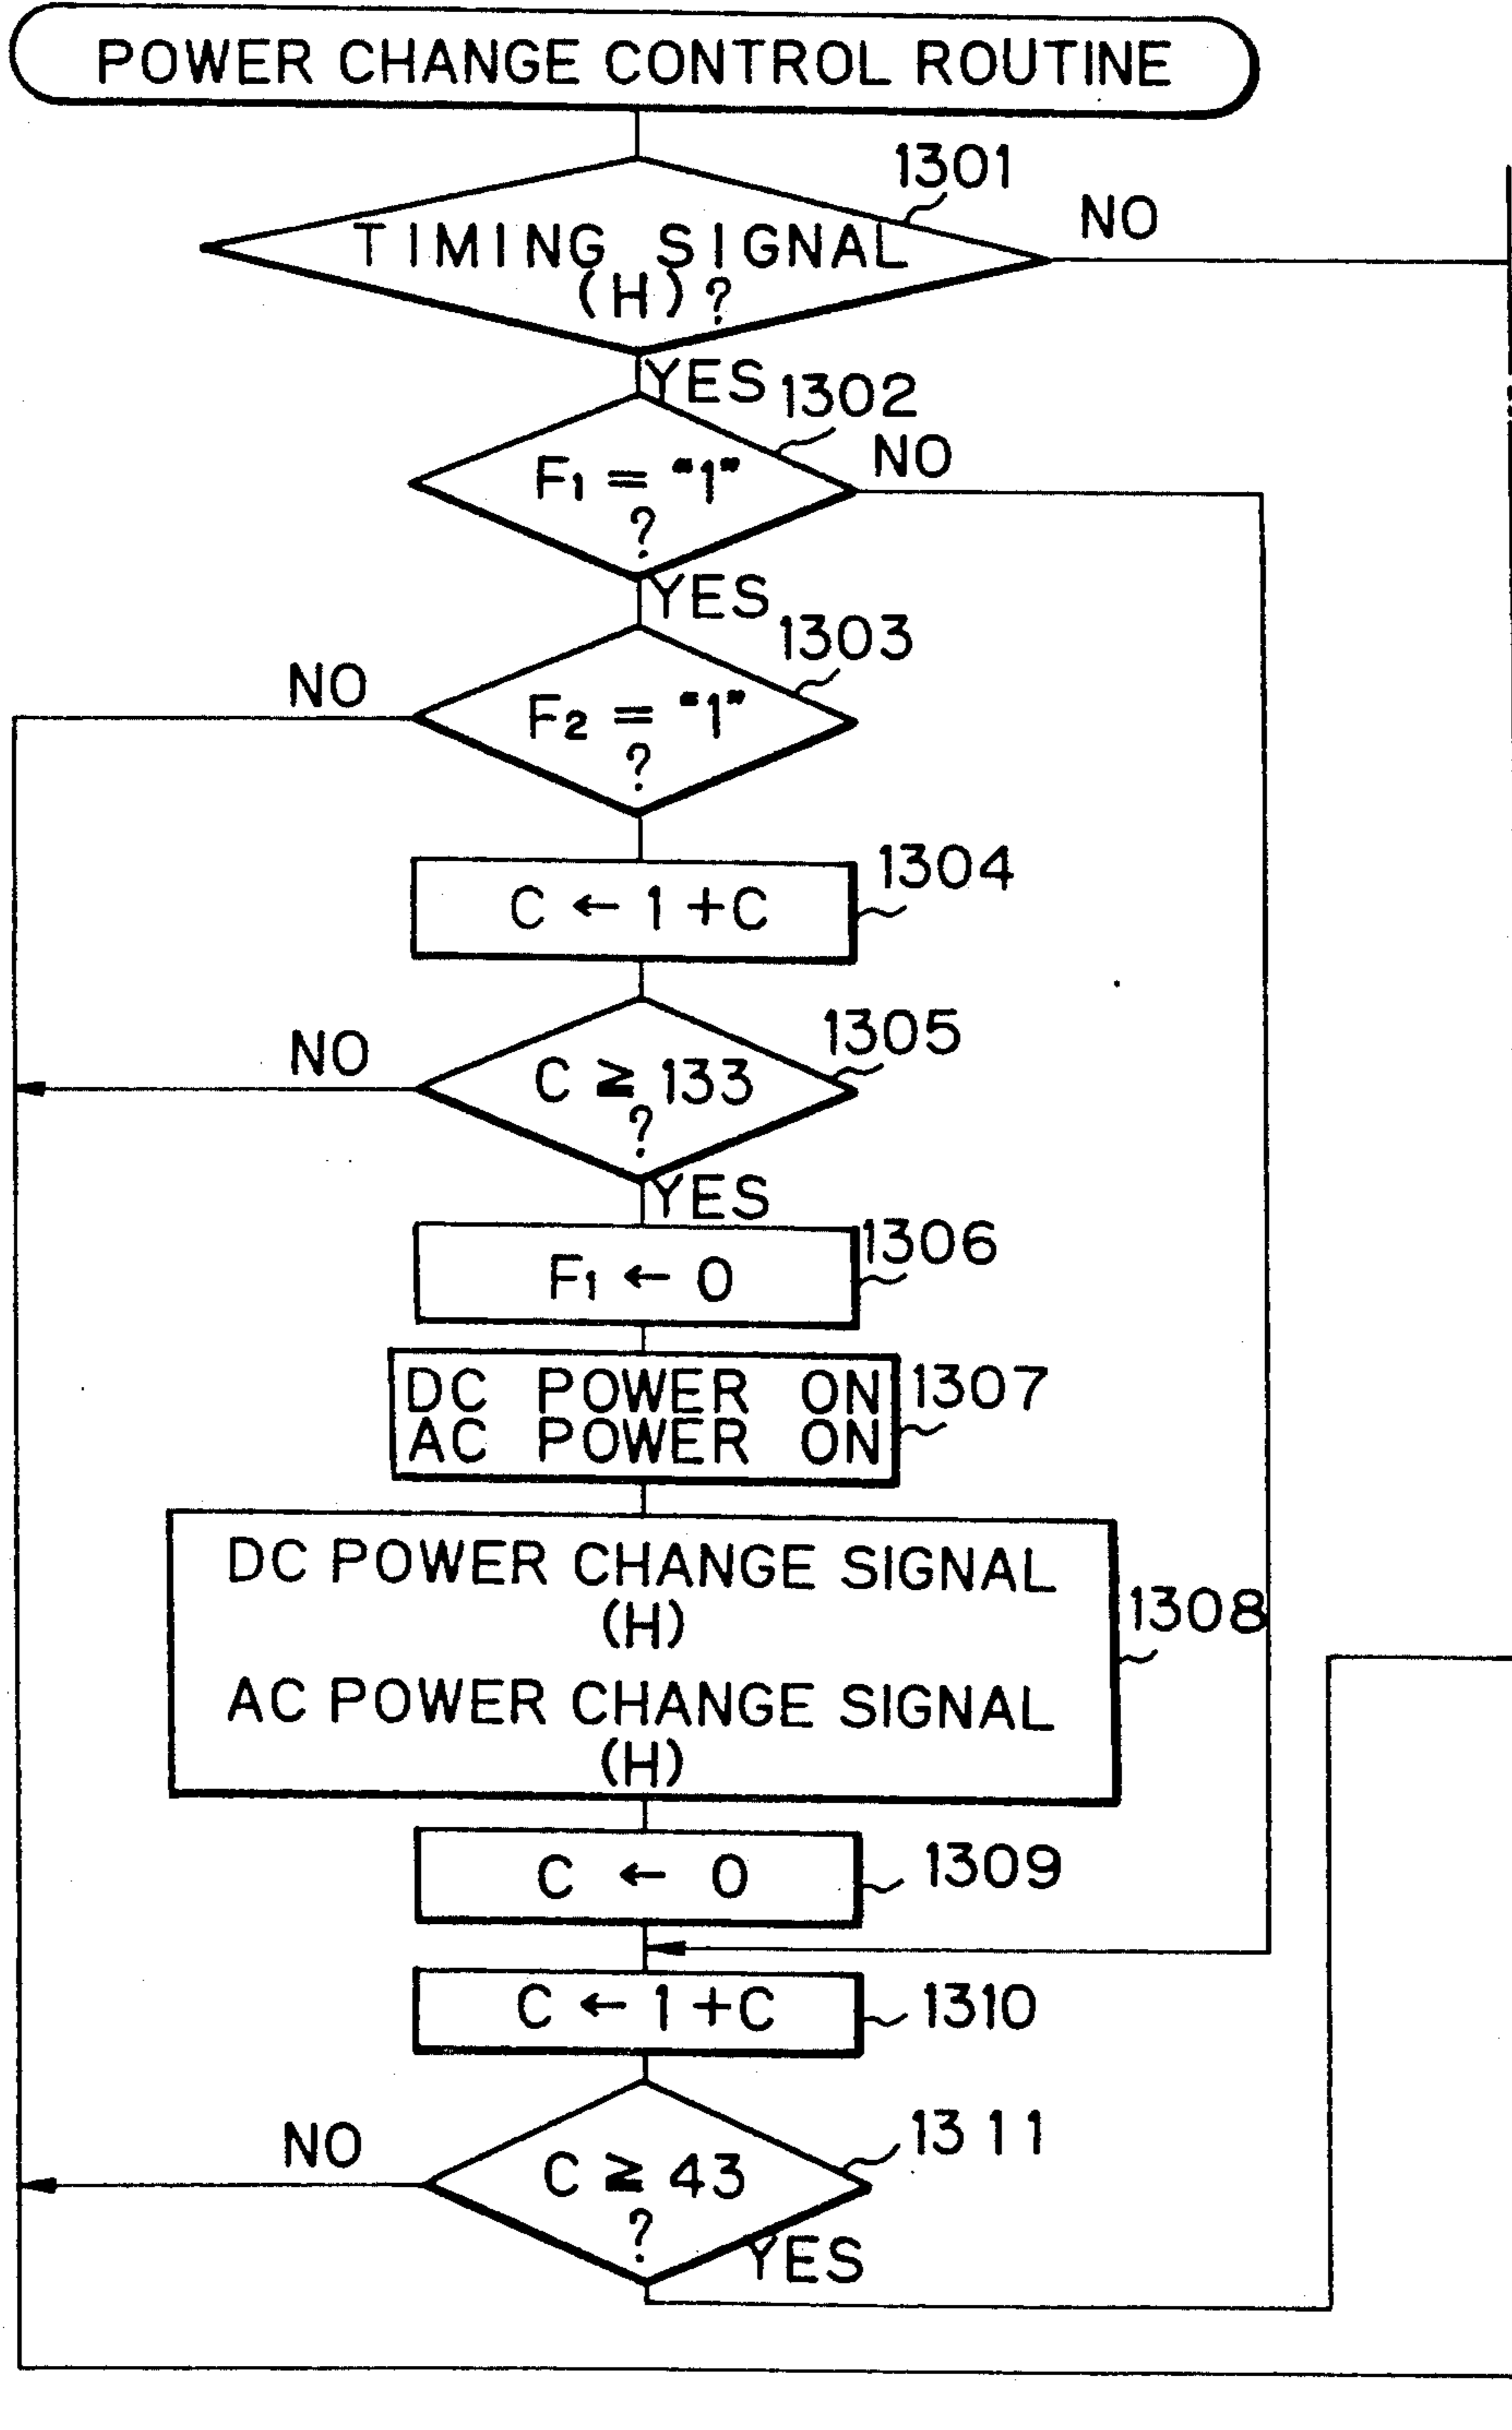 POWER CHANGE CONTROL ROUTINE
1301
TIMING SIGNAL
(H)?
NO
YES
1302
F1 = "1"
?
NO
YES
1303
NO
F2 = "1"
?
1304
C ← 1 + C
1305
NO
C ≧ 133
?
YES
1306
F1 ← 0
1307
DC POWER ON
AC POWER ON
DC POWER CHANGE SIGNAL
(H)
1308
AC POWER CHANGE SIGNAL
(H)
C ← 0
1309
C ← 1 + C
1310
1311
NO
C ≧ 43
?
YES